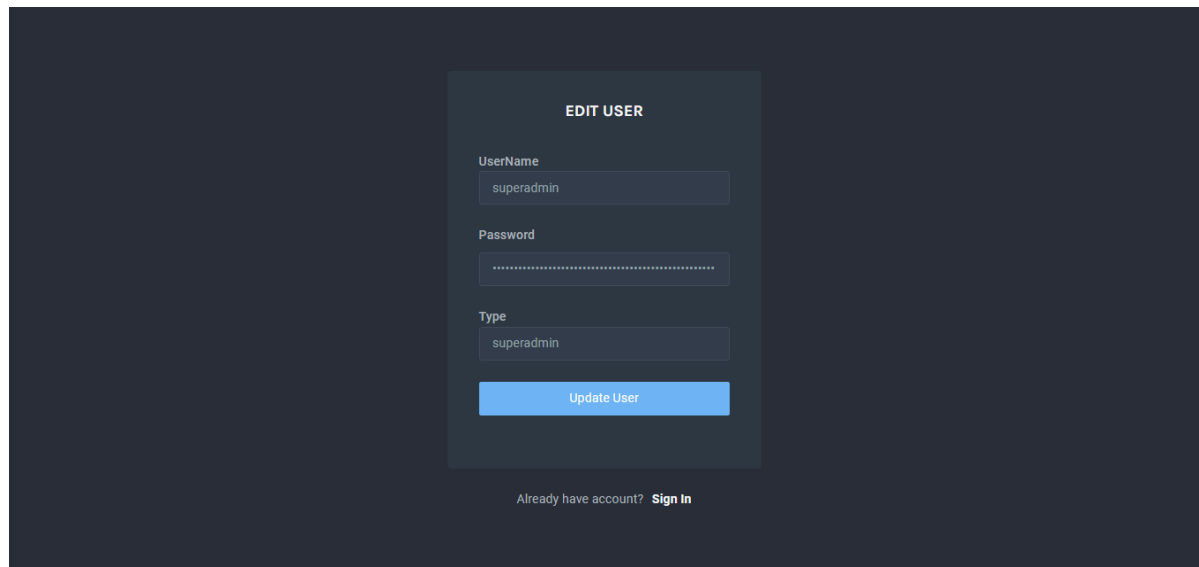 EDIT USER
UserName
superadmin
Password
Type
superadmin
Update User
Already have account? Sign In